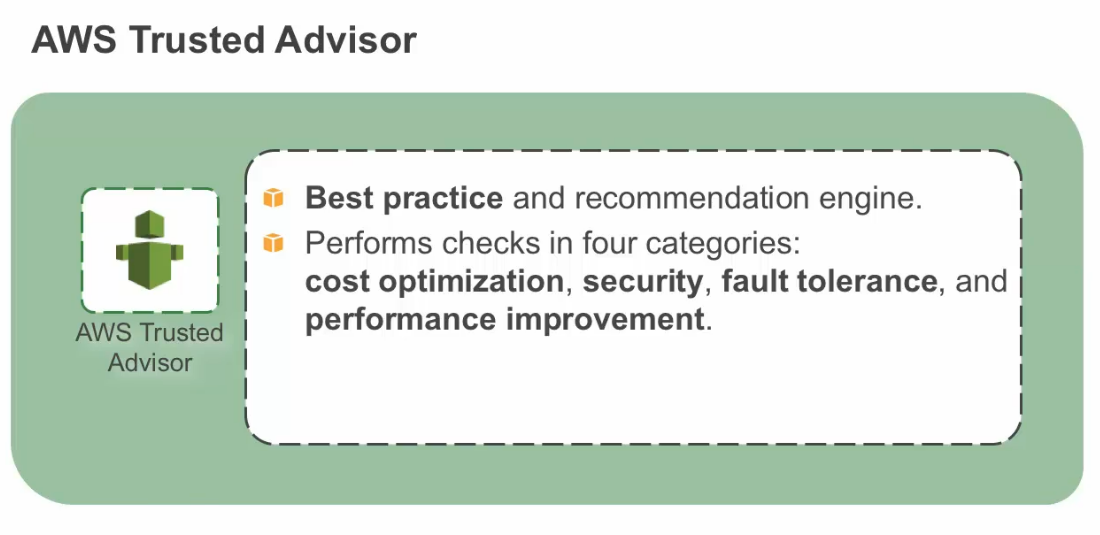 AWS Trusted Advisor
AWS Trusted
Advisor
Best practice and recommendation engine.
Performs checks in four categories:
cost optimization, security, fault tolerance, and
performance improvement.